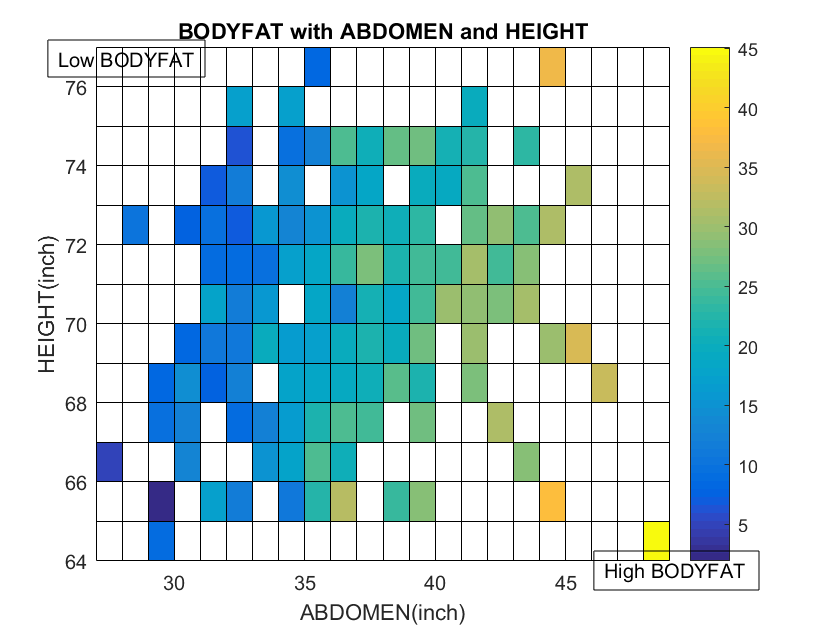 BODYFAT with ABDOMEN and HEIGHT
Low BODYFAT
76
74
72
70
68
66
64
HEIGHT(inch)
30 35 40 45
ABDOMEN(inch)
45
40
35
30
25
20
15
10
5
High BODYFAT